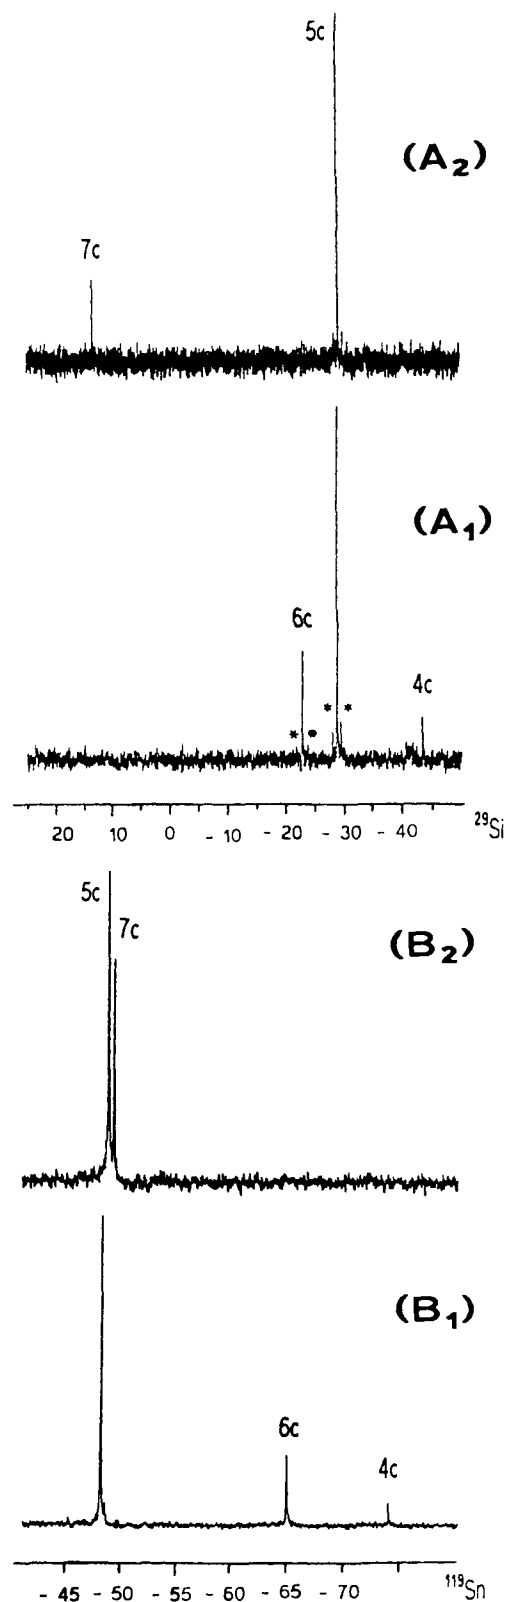 5c
(A2)
7c
(A1)
6c
4c
* • * *
20 10 0 - 10 - 20 - 30 - 40 29Si
5c
7c
(B2)
(B1)
6c
4c
- 45 - 50 - 55 - 60 - 65 - 70 119Sn